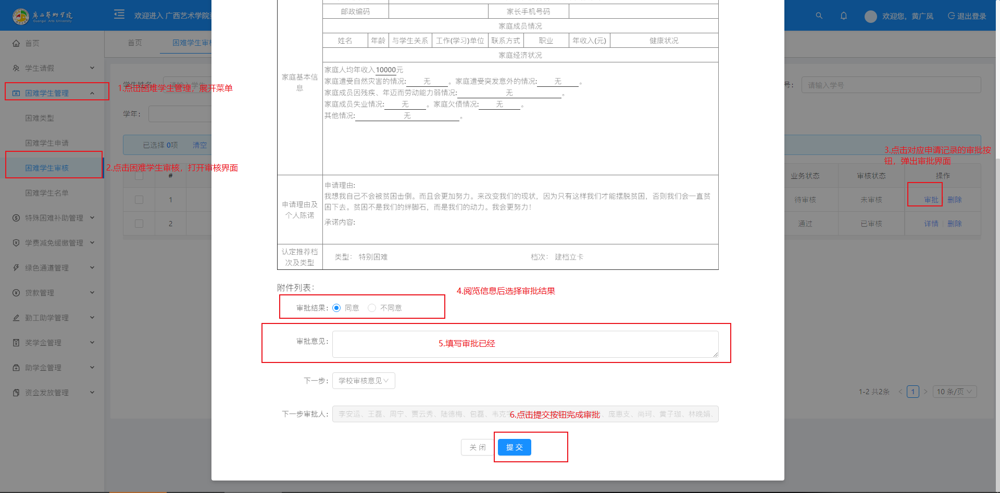 廣西藝術學院
Guangxi Arts University
欢迎进入 广西艺术学院
欢迎您，黄广凤
退出登录
首页
学生请假
困难学生管理
困难类型
困难学生申请
困难学生审核
困难学生名单
特殊困难补助管理
学费减免缓缴管理
绿色通道管理
贷款管理
勤工助学管理
奖学金管理
助学金管理
资金发放管理
首页
困难学生审核
学生姓名
请输入学生
1.点击困难学生管理，展开菜单
号：
请输入学号
学年：
已选择 0项 清空
2.点击困难学生审核，打开审核界面
3.点击对应申请记录的审批按
钮，弹出审批界面
# 业务状态 审核状态 操作
1 待审核 未审核 审批 删除
2 通过 已审核 详情 删除
1-2 共2条 < 1 > 10 条/页
邮政编码 家长手机号码
家庭成员情况
姓名 年龄 与学生关系 工作(学习)单位 联系方式 职业 年收入(元) 健康状况
家庭经济状况
家庭基本信
息
家庭人均年收入10000元
家庭遭受自然灾害的情况: 无 。家庭遭受突发意外的情况: 无 。
家庭成员因残疾、年迈而劳动能力弱情况: 无 。
家庭成员失业情况: 无 。家庭欠债情况: 无 。
其他情况: 无 。
申请理由及
个人陈诺
申请理由:
我想我自己不会被贫困击倒。而且会更加努力。来改变我们的现状，因为只有这样我们才能摆脱贫困，否则我们会一直贫
困下去。贫困不是我们的绊脚石，而是我们的动力。我会更努力！
承诺内容:
认定推荐档
次及类型
类型： 特别困难 档次： 建档立卡
附件列表：
4.阅览信息后选择审批结果
审批结果： 同意 不同意
审批意见：
5.填写审批已经
下一步： 学校审核意见
下一步审批人： 李安运、王磊、周宁、贾云秀、陆德梅、包磊、韦克 、庞惠支、尚珂、黄子珈、林晚娟、
6.点击提交按钮完成审批
关 闭 提 交